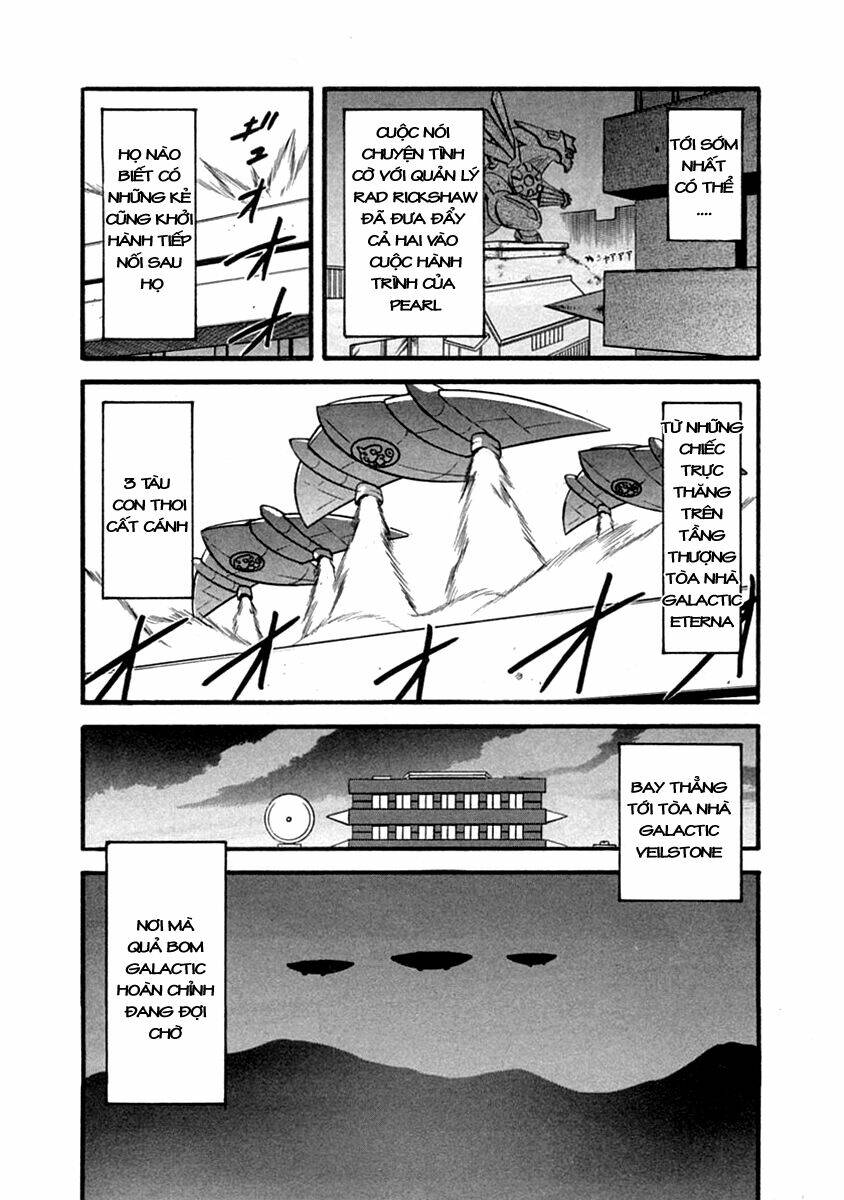 TỚI SỚM
NHẤT
CÓ THỂ
....
CUỘC NÓI
CHUYỆN TÌNH
CỜ VỚI QUẢN LÝ
RAD RICKSHAW
ĐÃ ĐƯA ĐẨY
CẢ HAI VÀO
CUỘC HÀNH
TRÌNH CỦA
PEARL
HỌ NÀO
BIẾT CÓ
NHỮNG KẺ
CŨNG KHỞI
HÀNH TIẾP
NỐI SAU
HỌ
TỪ NHỮNG
CHIẾC
TRỰC
THĂNG
TRÊN
TẦNG
THƯỢNG
TÒA NHÀ
GALACTIC
ETERNA
3 TÀU
CON THOI
CẤT CÁNH
BAY THẲNG
TỚI TÒA NHÀ
GALACTIC
VEILSTONE
NƠI MÀ
QUẢ BOM
GALACTIC
HOÀN CHỈNH
ĐANG ĐỢI
CHỜ